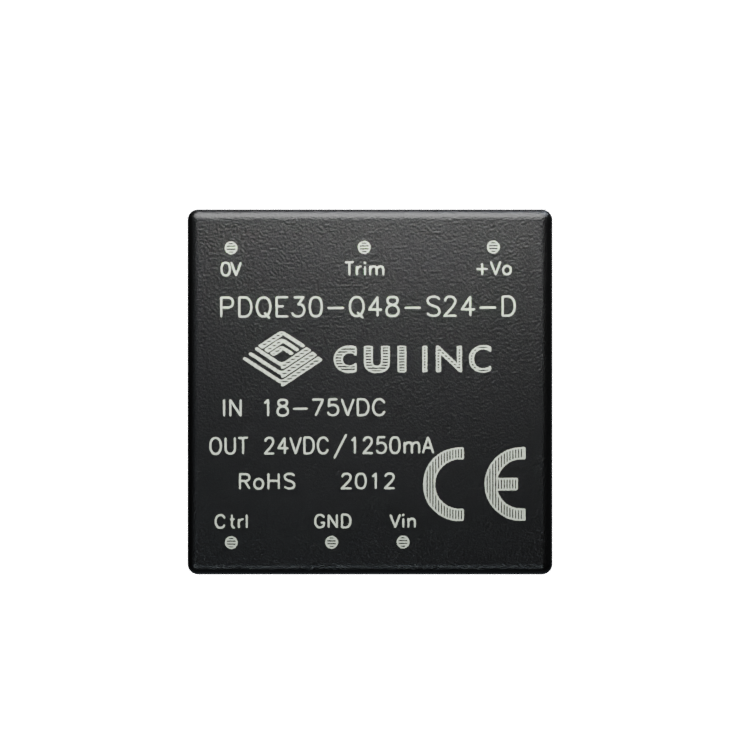 0V Trim +Vo
PDQE30-Q48-S24-D
CUI INC
IN 18-75VDC
OUT 24VDC/1250mA
RoHS 2012 CE
Ctrl GND Vin